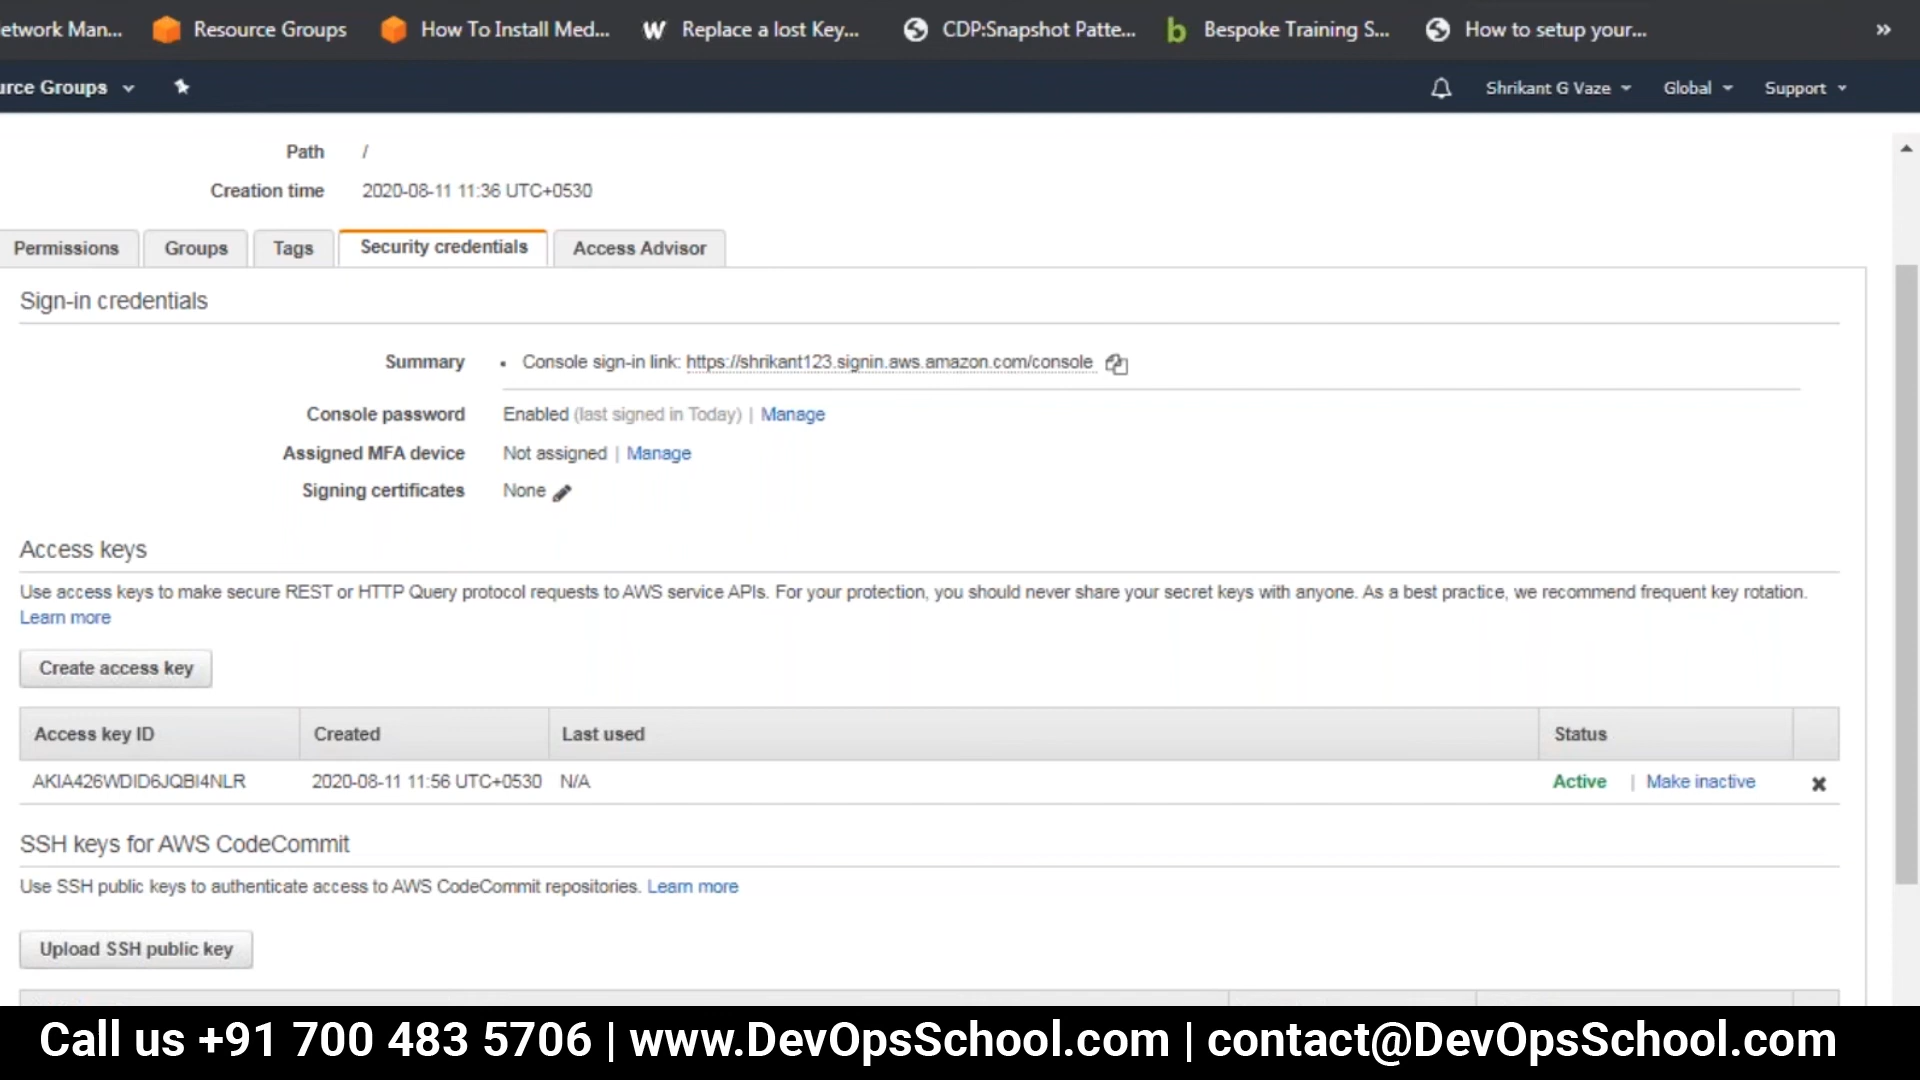 etwork Man... Resource Groups How To Install Med... Replace a lost Key... CDP:Snapshot Patte... Bespoke Training S... How to setup your... »
urce Groups Shrikant G Vaze Global Support
Path /
Creation time 2020-08-11 11:36 UTC+0530
Permissions Groups Tags Security credentials Access Advisor
Sign-in credentials
Summary • Console sign-in link: https://shrikant123.signin.aws.amazon.com/console
Console password Enabled (last signed in Today) | Manage
Assigned MFA device Not assigned | Manage
Signing certificates None
Access keys
Use access keys to make secure REST or HTTP Query protocol requests to AWS service APIs. For your protection, you should never share your secret keys with anyone. As a best practice, we recommend frequent key rotation.
Learn more
Create access key
Access key ID Created Last used Status
AKIA426WDID6JQBI4NLR 2020-08-11 11:56 UTC+0530 N/A Active | Make inactive
SSH keys for AWS CodeCommit
Use SSH public keys to authenticate access to AWS CodeCommit repositories. Learn more
Upload SSH public key
Call us +91 700 483 5706 | www.DevOpsSchool.com | contact@DevOpsSchool.com